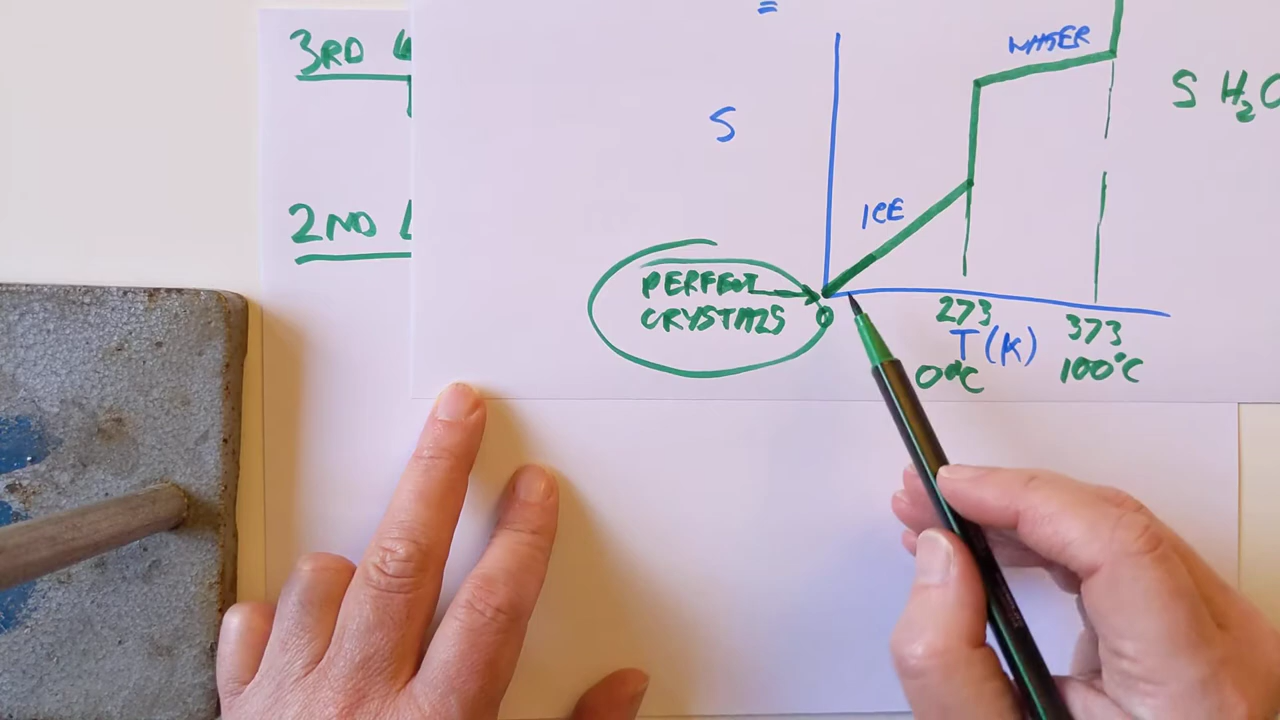 3RD
2ND
=
WATER
S
S H₂O
ICE
PERFECT
CRYSTALS
0
273
373
T (K)
0°C
100°C